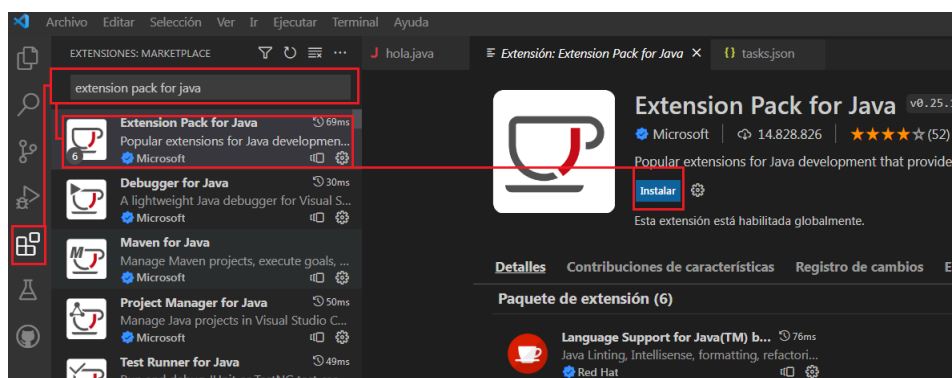 Archivo Editar Selección Ver Ir Ejecutar Terminal Ayuda
EXTENSIONES: MARKETPLACE
extension pack for java
Extension Pack for Java 69ms
Popular extensions for Java developmen...
Microsoft
6
Debugger for Java 30ms
A lightweight Java debugger for Visual S...
Microsoft
Maven for Java
Manage Maven projects, execute goals, ...
Microsoft
Project Manager for Java 50ms
Manage Java projects in Visual Studio C...
Microsoft
Test Runner for Java 49ms
J hola.java
Extensión: Extension Pack for Java
{} tasks.json
Extension Pack for Java v0.25.
Microsoft 14.828.826 (52)
Popular extensions for Java development that provide
Instalar
Esta extensión está habilitada globalmente.
Detalles Contribuciones de características Registro de cambios
Paquete de extensión (6)
Language Support for Java(TM) b... 76ms
Java Linting, Intellisense, formatting, refactori...
Red Hat